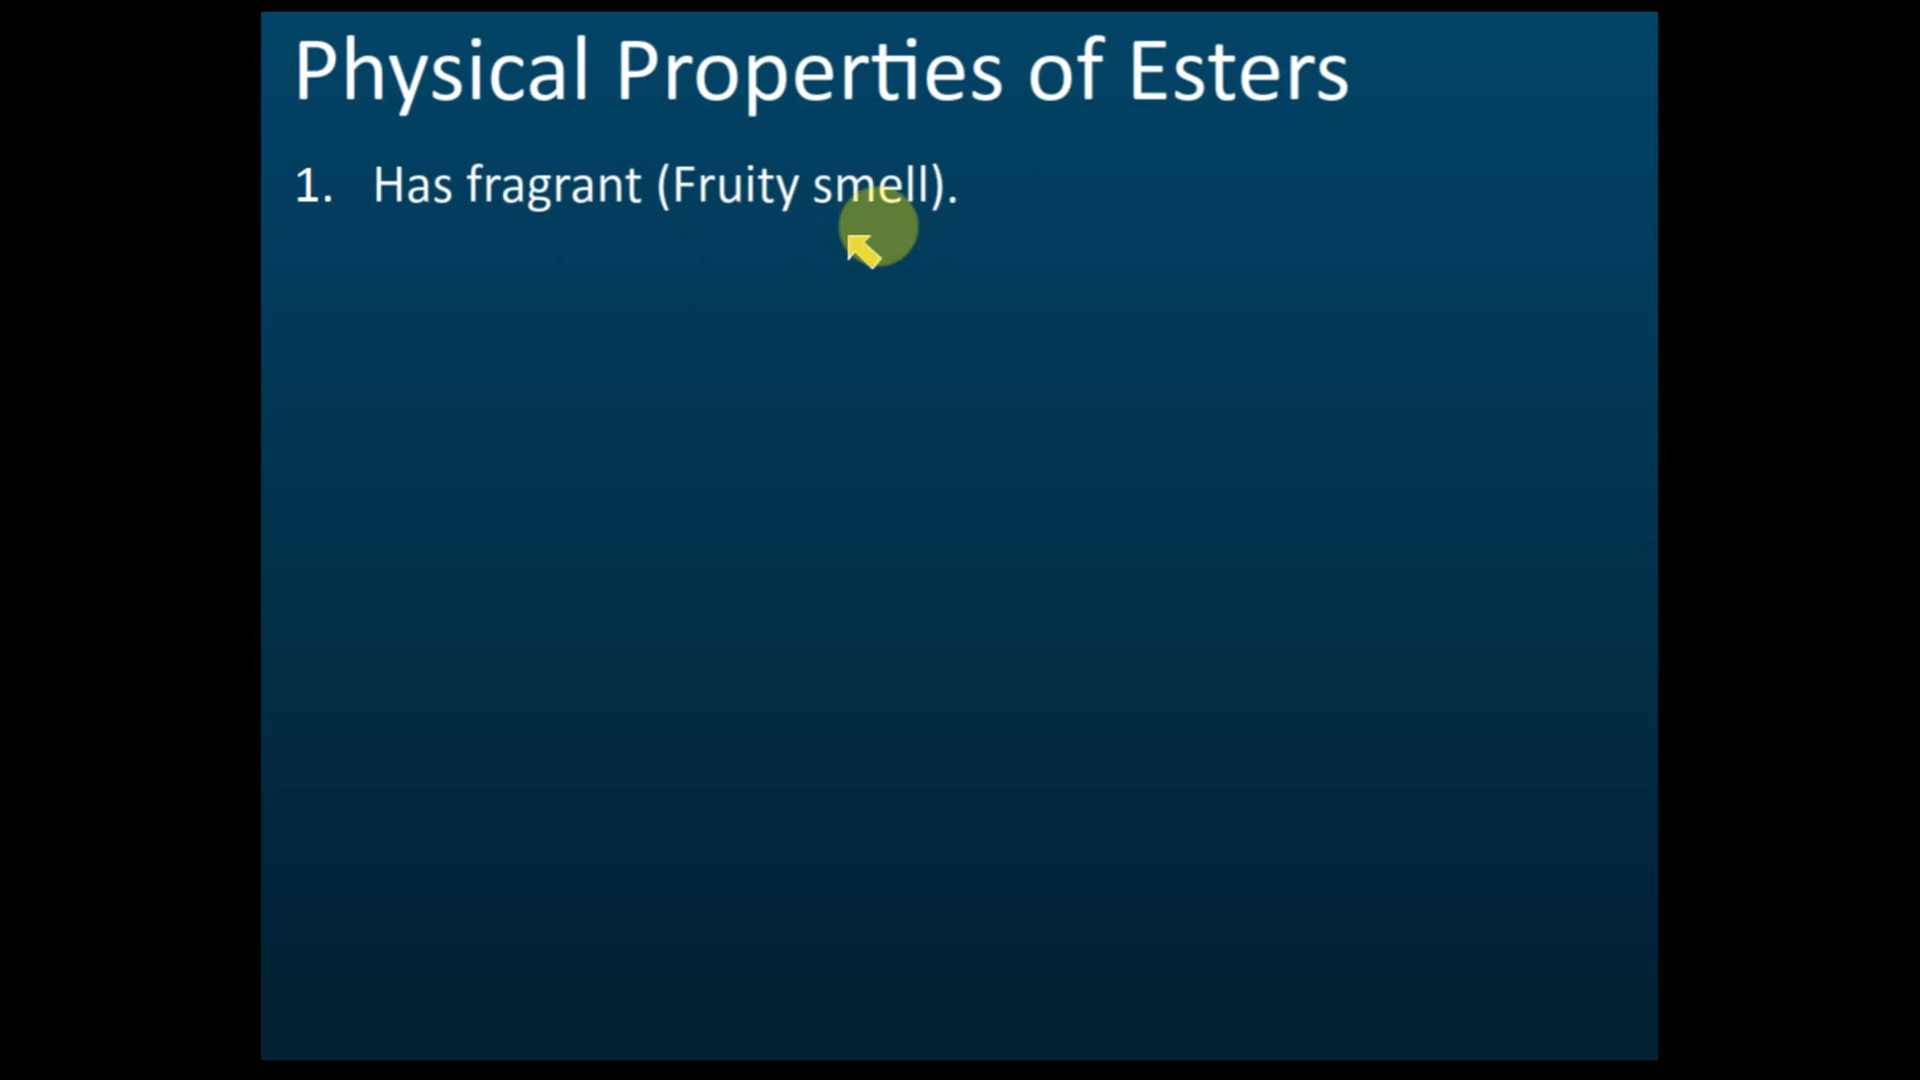 Physical Properties of Esters
1. Has fragrant (Fruity smell).